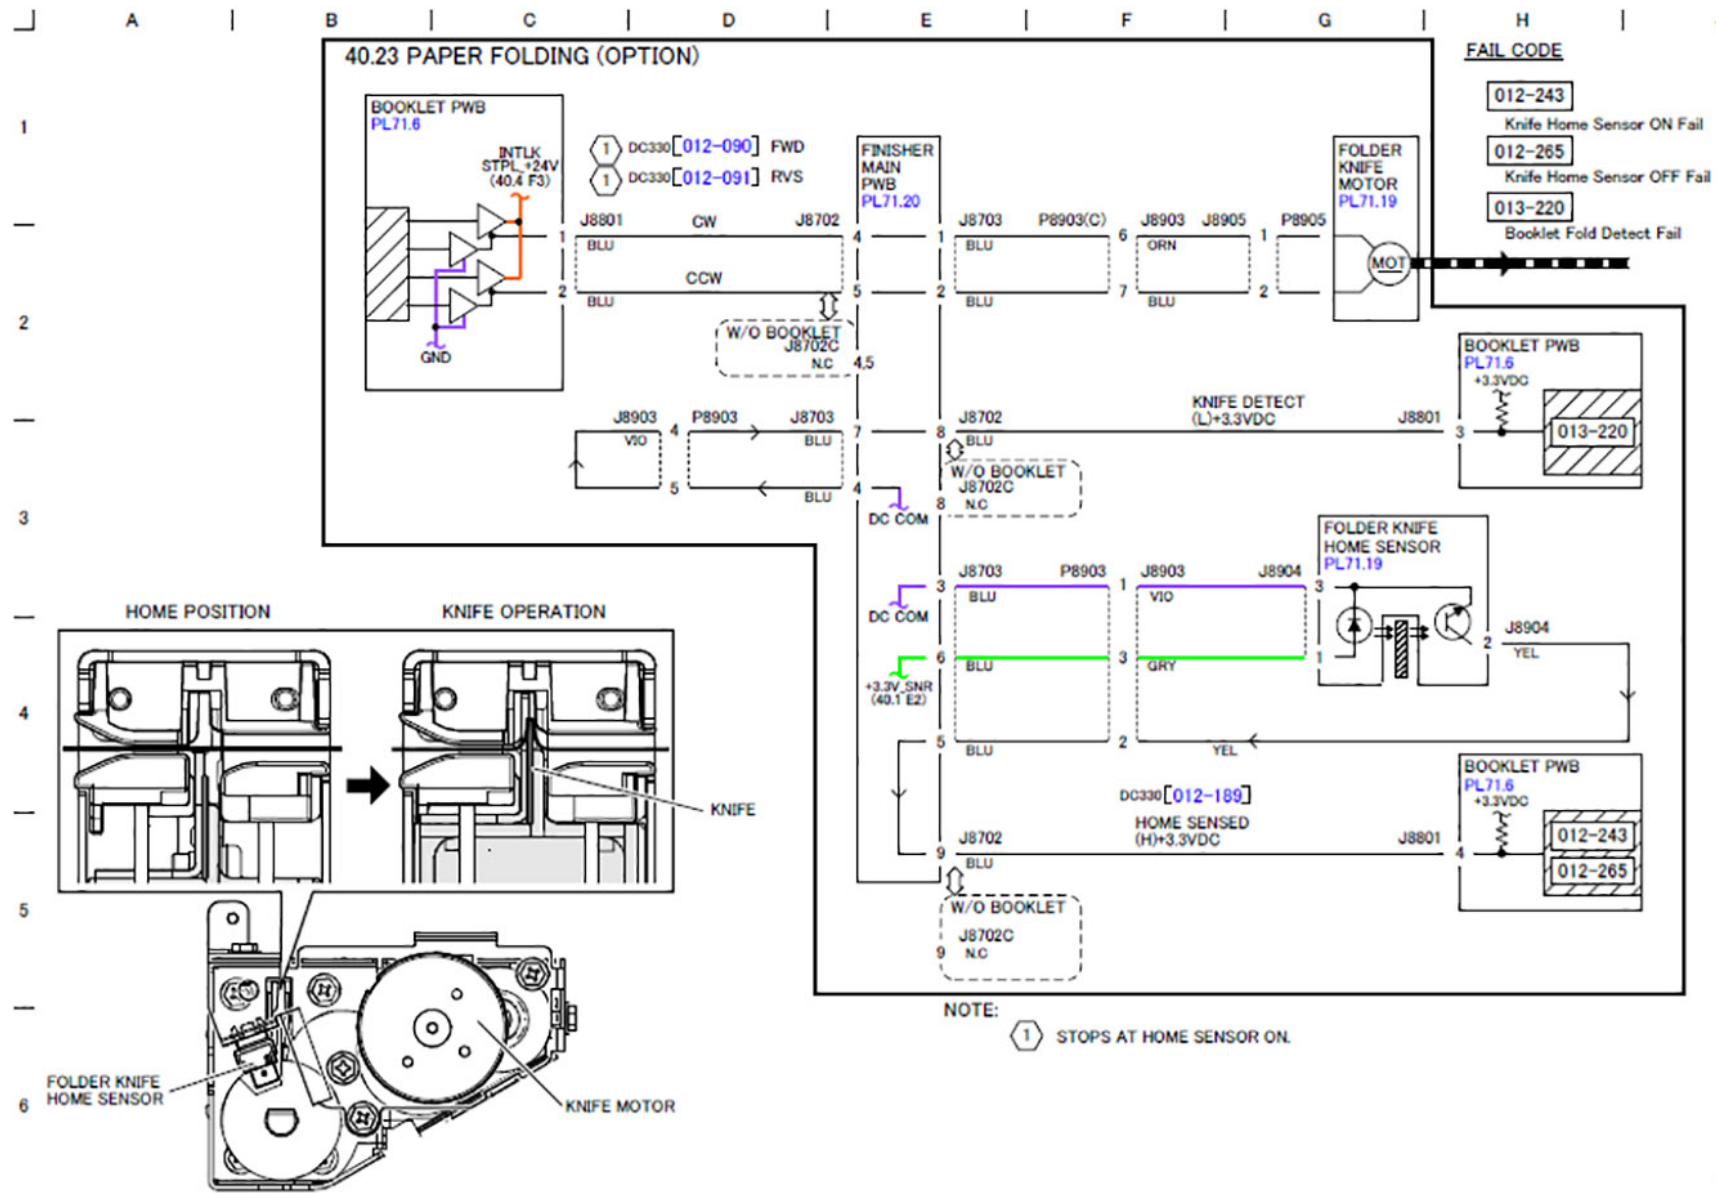 A B C D E F G H
40.23 PAPER FOLDING (OPTION)
FAIL CODE
012-243
Knife Home Sensor ON Fail
012-265
Knife Home Sensor OFF Fail
013-220
Booklet Fold Detect Fail
1
2
3
4
5
6
BOOKLET PWB
PL71.6
INTLK
STPL_+24V
(40.4 F3)
GND
1 DC330[012-090] FWD
1 DC330[012-091] RVS
FINISHER
MAIN
PWB
PL71.20
FOLDER
KNIFE
MOTOR
PL71.19
MOT
J8801 CW J8702
J8703 P8903(C) J8903 J8905 P8905
1 BLU 4 1 BLU 6 ORN 1
CCW
2 BLU 5 2 BLU 7 BLU 2
W/O BOOKLET
J8702C
N.C 4,5
BOOKLET PWB
PL71.6
+3.3VDC
013-220
KNIFE DETECT
(L)+3.3VDC
J8903 P8903 J8703 J8702 J8801
VIO 4 BLU 7 8 BLU 3
5 BLU 4
W/O BOOKLET
J8702C
8 N.C
DC COM
FOLDER KNIFE
HOME SENSOR
PL71.19
J8703 P8903 J8903 J8904
3 BLU 1 VIO 3
DC COM
2 J8904
YEL
6 BLU 3 GRY 1
+3.3V_SNR
(40.1 E2)
5 BLU 2 YEL
BOOKLET PWB
PL71.6
+3.3VDC
012-243
012-265
DC330[012-189]
HOME SENSED
(H)+3.3VDC
J8702 J8801
9 BLU 4
W/O BOOKLET
J8702C
9 N.C
NOTE:
1 STOPS AT HOME SENSOR ON.
HOME POSITION KNIFE OPERATION
KNIFE
FOLDER KNIFE
HOME SENSOR
KNIFE MOTOR